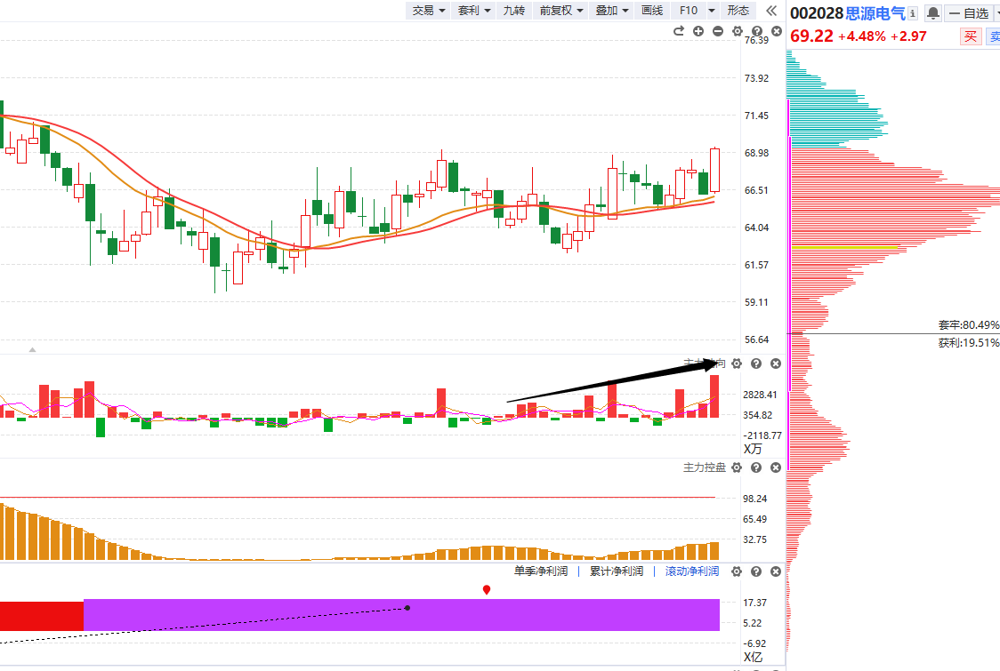 交易 套利 九转 前复权 叠加 画线 F10 形态
002028 思源电气 自选
69.22 +4.48% +2.97 买
76.39
73.92
71.45
68.98
66.51
64.04
61.57
59.11
56.64
套牢:80.49%
获利:19.51%
2828.41
354.82
-2118.77
X万
主力控盘
98.24
65.49
32.75
单季净利润 累计净利润 滚动净利润
17.37
5.22
-6.92
X亿